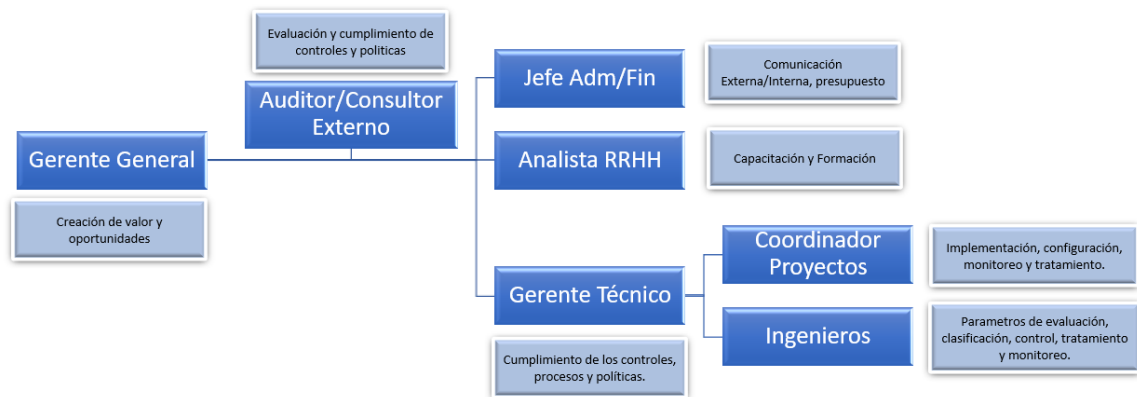 Evaluación y cumplimiento de
controles y politicas
Auditor/Consultor
Externo
Gerente General
Creación de valor y
oportunidades
Jefe Adm/Fin
Comunicación
Externa/Interna, presupuesto
Analista RRHH
Capacitación y Formación
Gerente Técnico
Cumplimiento de los controles,
procesos y políticas.
Coordinador
Proyectos
Implementación, configuración,
monitoreo y tratamiento.
Ingenieros
Parametros de evaluación,
clasificación, control, tratamiento
y monitoreo.